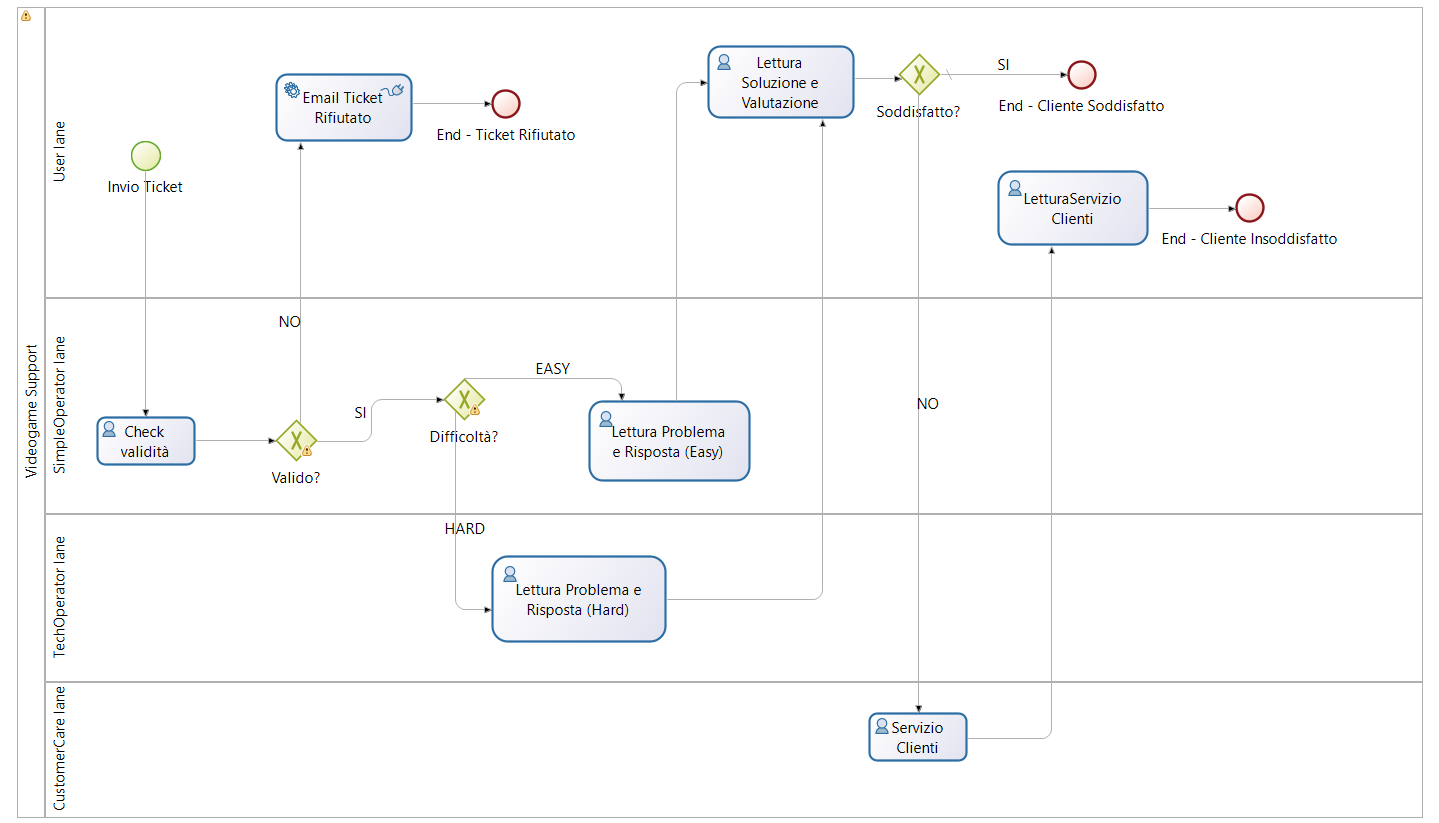 Videogame Support
User lane
Invio Ticket
Email Ticket
Rifiutato
End - Ticket Rifiutato
Lettura
Soluzione e
Valutazione
Soddisfatto?
SI
End - Cliente Soddisfatto
LetturaServizio
Clienti
End - Cliente Insoddisfatto
SimpleOperator lane
Check
validità
NO
Valido?
SI
Difficoltà?
EASY
Lettura Problema
e Risposta (Easy)
NO
TechOperator lane
HARD
Lettura Problema e
Risposta (Hard)
CustomerCare lane
Servizio
Clienti